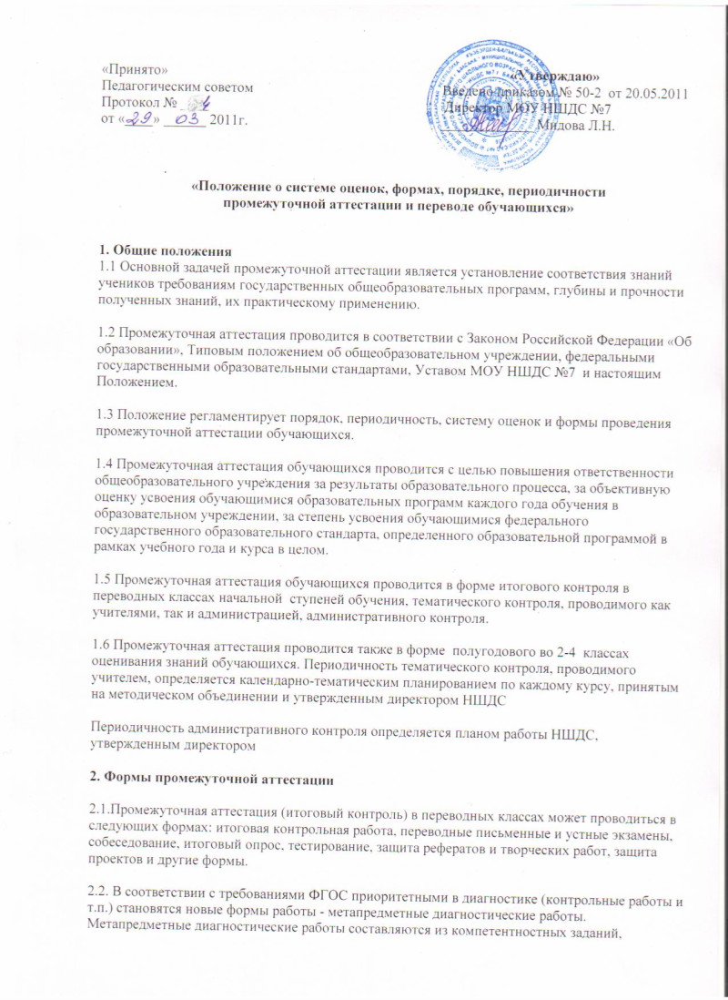 «Принято»
Педагогическим советом
Протокол № 4
от «29» 03 2011г.
«Утверждаю»
Введено приказом № 50-2 от 20.05.2011
Директор МОУ НШДС №7
Мидова Л.Н.
«Положение о системе оценок, формах, порядке, периодичности
промежуточной аттестации и переводе обучающихся»
1. Общие положения
1.1 Основной задачей промежуточной аттестации является установление соответствия знаний
учеников требованиям государственных общеобразовательных программ, глубины и прочности
полученных знаний, их практическому применению.
1.2 Промежуточная аттестация проводится в соответствии с Законом Российской Федерации «Об
образовании», Типовым положением об общеобразовательном учреждении, федеральными
государственными образовательными стандартами, Уставом МОУ НШДС №7 и настоящим
Положением.
1.3 Положение регламентирует порядок, периодичность, систему оценок и формы проведения
промежуточной аттестации обучающихся.
1.4 Промежуточная аттестация обучающихся проводится с целью повышения ответственности
общеобразовательного учреждения за результаты образовательного процесса, за объективную
оценку усвоения обучающимися образовательных программ каждого года обучения в
образовательном учреждении, за степень усвоения обучающимися федерального
государственного образовательного стандарта, определенного образовательной программой в
рамках учебного года и курса в целом.
1.5 Промежуточная аттестация обучающихся проводится в форме итогового контроля в
переводных классах начальной ступеней обучения, тематического контроля, проводимого как
учителями, так и администрацией, административного контроля.
1.6 Промежуточная аттестация проводится также в форме полугодового во 2-4 классах
оценивания знаний обучающихся. Периодичность тематического контроля, проводимого
учителем, определяется календарно-тематическим планированием по каждому курсу, принятым
на методическом объединении и утвержденным директором НШДС
Периодичность административного контроля определяется планом работы НШДС,
утвержденным директором
2. Формы промежуточной аттестации
2.1.Промежуточная аттестация (итоговый контроль) в переводных классах может проводиться в
следующих формах: итоговая контрольная работа, переводные письменные и устные экзамены,
собеседование, итоговый опрос, тестирование, защита рефератов и творческих работ, защита
проектов и другие формы.
2.2. В соответствии с требованиями ФГОС приоритетными в диагностике (контрольные работы и
т.п.) становятся новые формы работы - метапредметные диагностические работы.
Метапредметные диагностические работы составляются из компетентностных заданий,